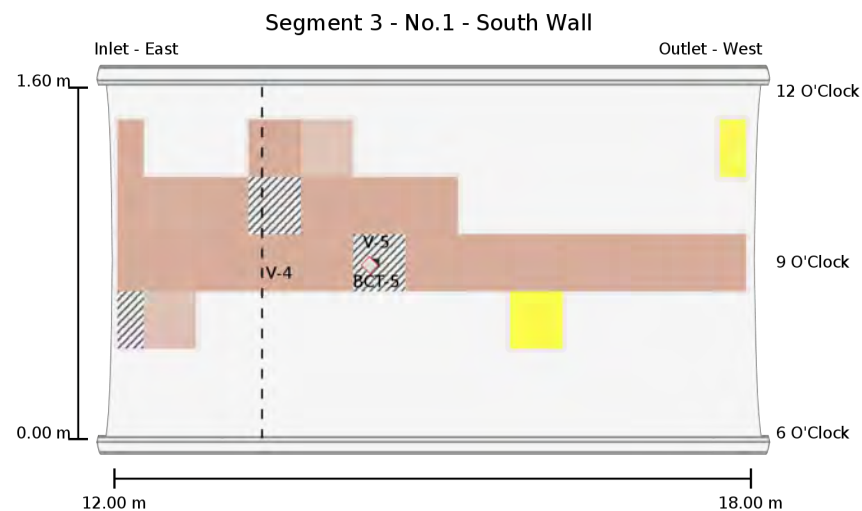 Segment 3 - No.1 - South Wall
Inlet - East
Outlet - West
1.60 m
12 O'Clock
V-5
9 O'Clock
V-4
BCT-5
0.00 m
6 O'Clock
12.00 m
18.00 m